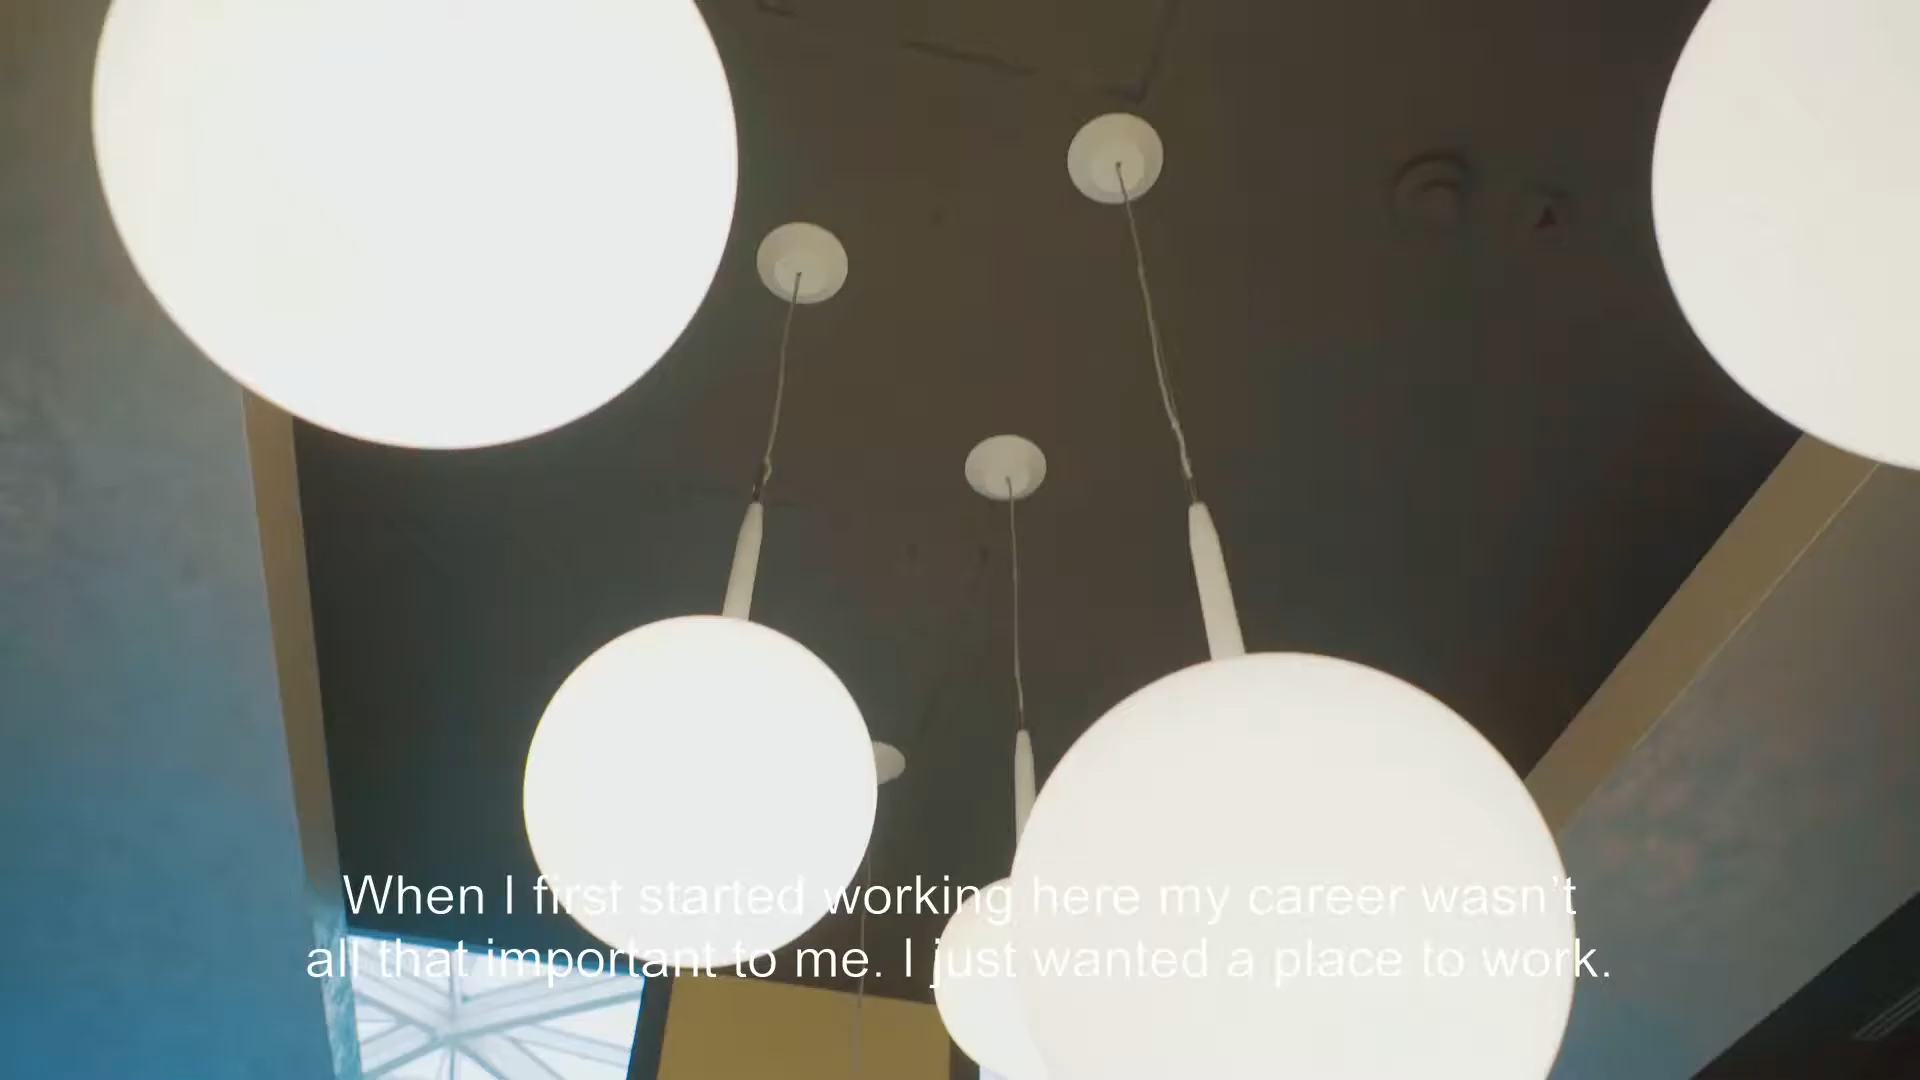 When I first started working here my career wasn't
all that important to me. I just wanted a place to work.